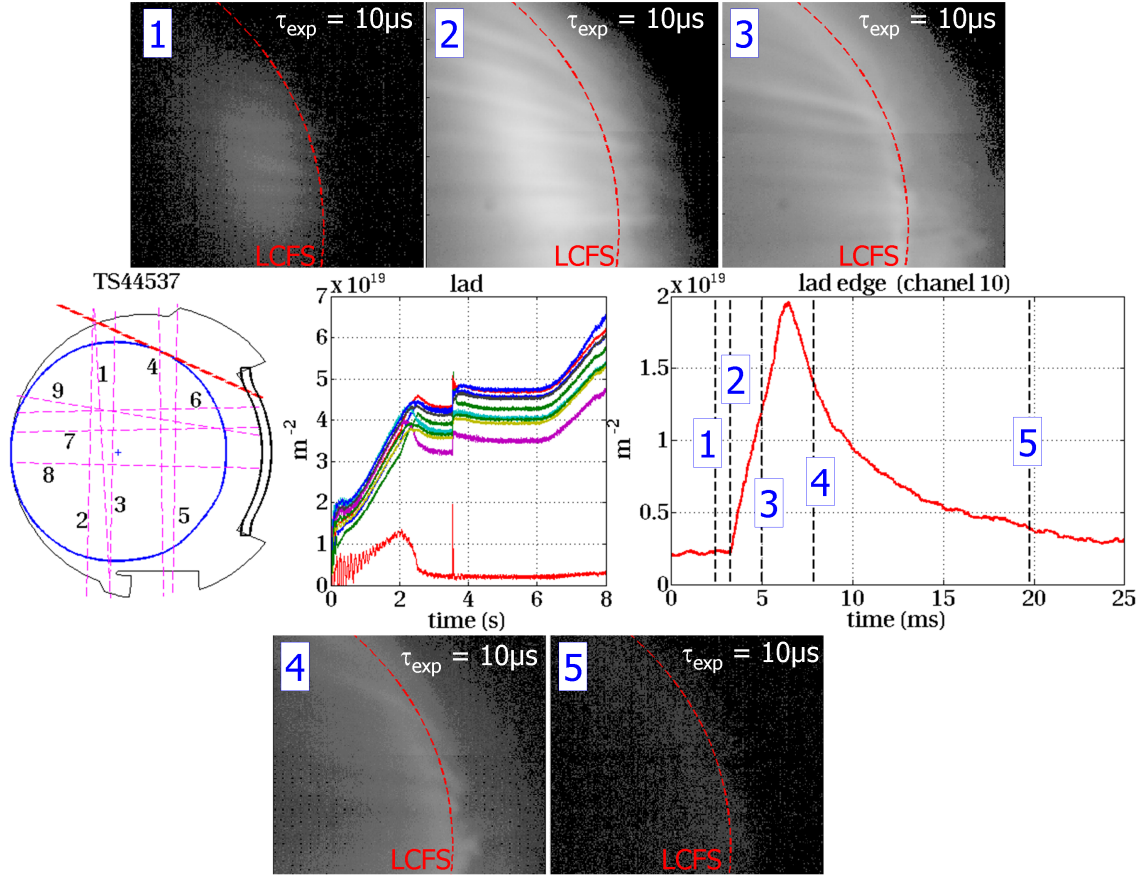 1
τexp = 10µs
LCFS
2
τexp = 10µs
LCFS
3
τexp = 10µs
LCFS
TS44537
1
4
9
6
7
8
3
2
5
x 10^19
lad
7
6
5
4
3
2
1
0
m^-2
0 2 4 6 8
time (s)
x 10^19
lad edge (chanel 10)
2
1.5
1
0.5
0
m^-2
1
2
3
4
5
0 5 10 15 20 25
time (ms)
4
τexp = 10µs
LCFS
5
τexp = 10µs
LCFS